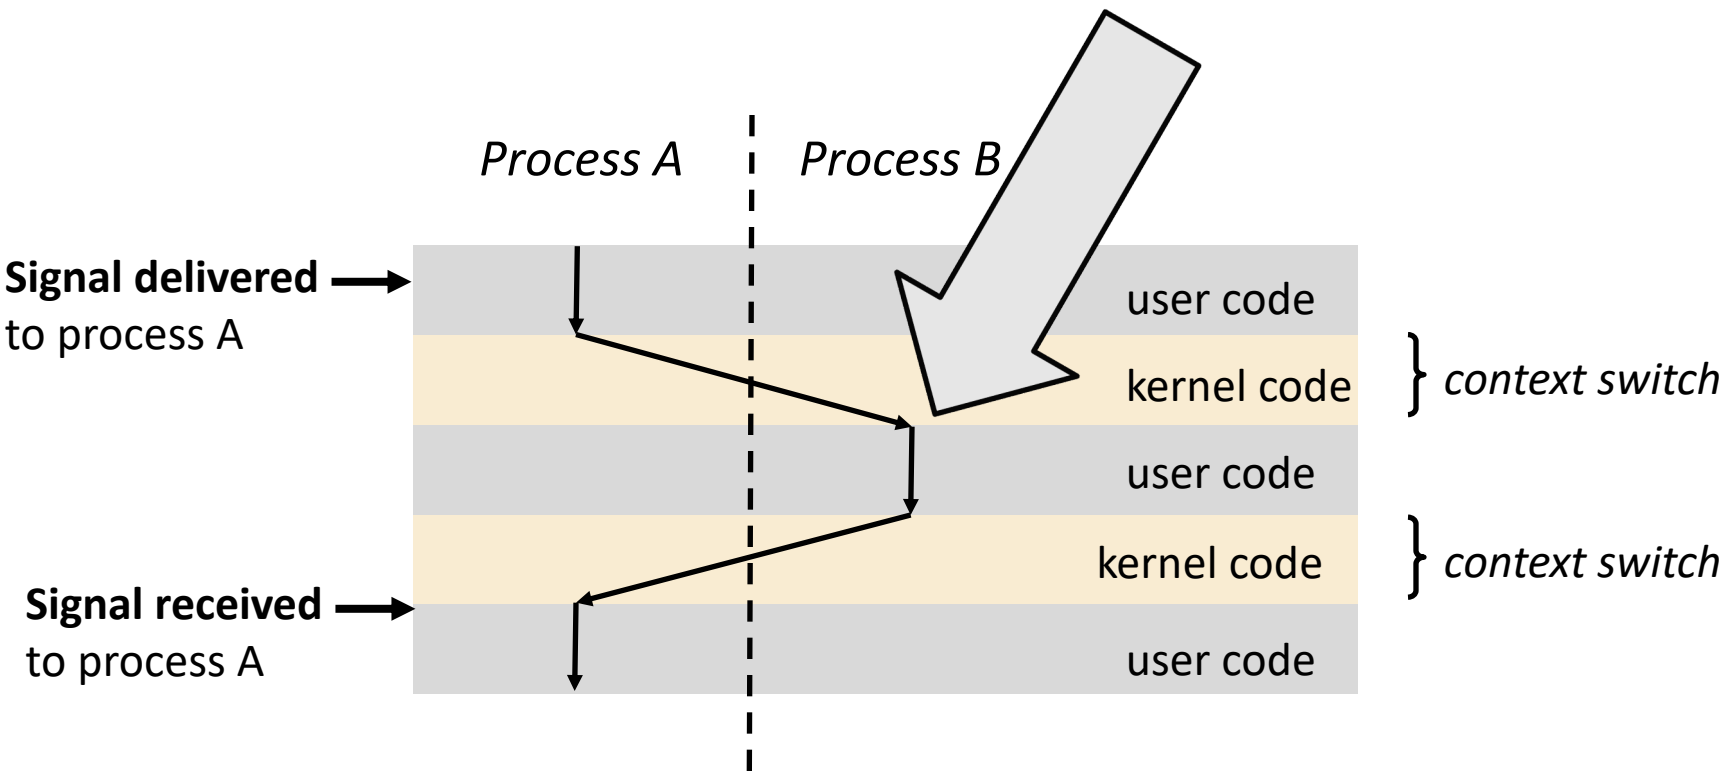 Process A
Process B
Signal delivered
to process A
user code
kernel code
context switch
user code
kernel code
context switch
Signal received
to process A
user code